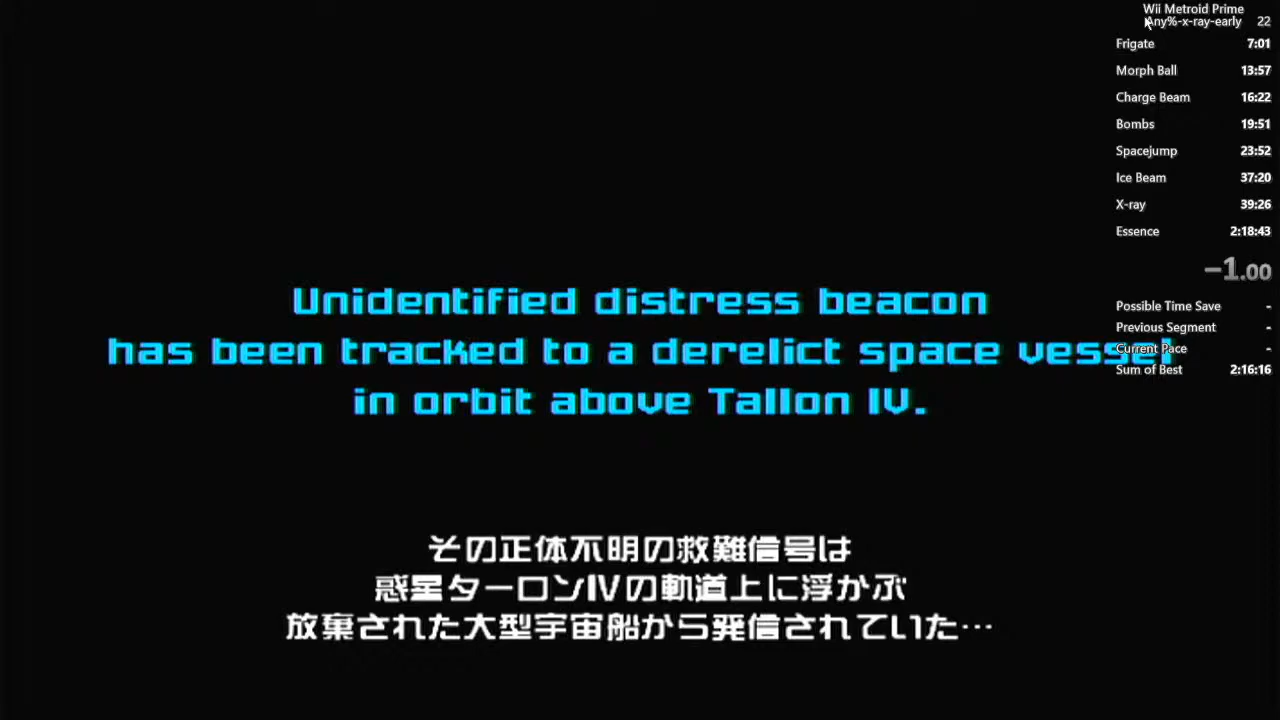 Wii Metroid Prime
Any%-x-ray-early 22
Frigate 7:01
Morph Ball 13:57
Charge Beam 16:22
Bombs 19:51
Spacejump 23:52
Ice Beam 37:20
X-ray 39:26
Essence 2:18:43
−1.00
Possible Time Save -
Previous Segment -
Current Pace -
Sum of Best 2:16:16
Unidentified distress beacon
has been tracked to a derelict space vessel
in orbit above Tallon IV.
その正体不明の救難信号は
惑星ターロンIVの軌道上に浮かぶ
放棄された大型宇宙船から発信されていた…